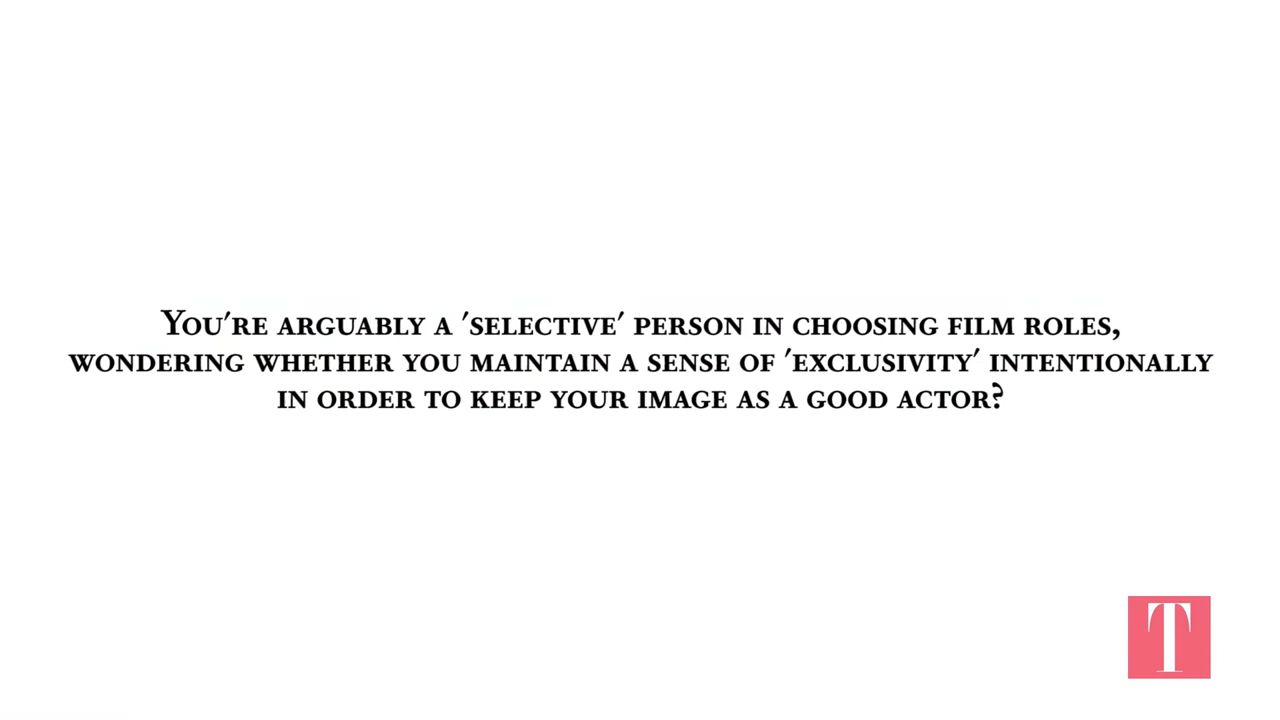 You're arguably a 'selective' person in choosing film roles,
wondering whether you maintain a sense of 'exclusivity' intentionally
in order to keep your image as a good actor?
T